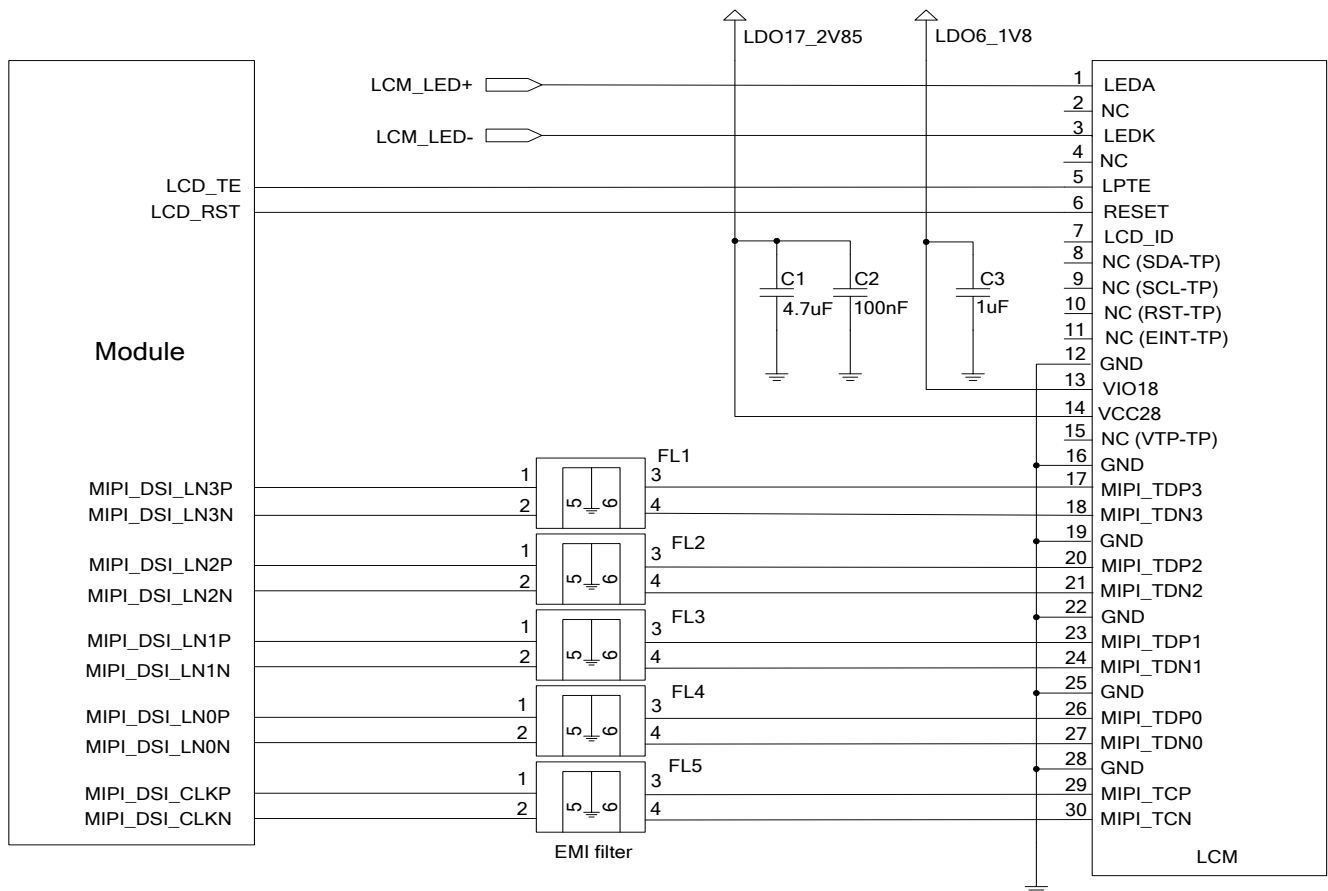 LDO17_2V85
LDO6_1V8
LCM_LED+
1
LEDA
2
NC
LCM_LED-
3
LEDK
4
NC
LCD_TE
5
LPTE
LCD_RST
6
RESET
7
LCD_ID
8
NC (SDA-TP)
C1
C2
C3
9
NC (SCL-TP)
4.7uF
100nF
1uF
10
NC (RST-TP)
11
NC (EINT-TP)
Module
12
GND
13
VIO18
14
VCC28
15
NC (VTP-TP)
FL1
16
GND
MIPI_DSI_LN3P
1
3
17
MIPI_TDP3
MIPI_DSI_LN3N
2
5
6
4
18
MIPI_TDN3
FL2
19
GND
MIPI_DSI_LN2P
1
3
20
MIPI_TDP2
MIPI_DSI_LN2N
2
5
6
4
21
MIPI_TDN2
FL3
22
GND
MIPI_DSI_LN1P
1
3
23
MIPI_TDP1
MIPI_DSI_LN1N
2
5
6
4
24
MIPI_TDN1
FL4
25
GND
MIPI_DSI_LN0P
1
3
26
MIPI_TDP0
MIPI_DSI_LN0N
2
5
6
4
27
MIPI_TDN0
FL5
28
GND
MIPI_DSI_CLKP
1
3
29
MIPI_TCP
MIPI_DSI_CLKN
2
5
6
4
30
MIPI_TCN
EMI filter
LCM